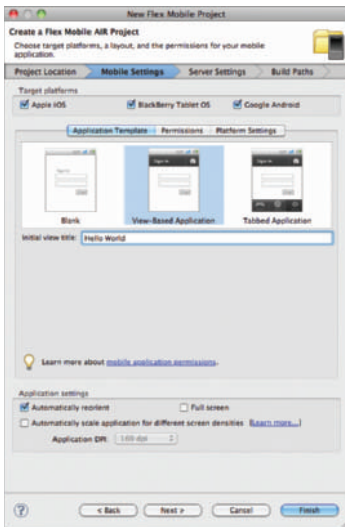 New Flex Mobile Project
Create a Flex Mobile AIR Project
Choose target platforms, a layout, and the permissions for your mobile
application.
Project Location Mobile Settings Server Settings Build Paths
Target platforms
Apple iOS BlackBerry Tablet OS Google Android
Application Template Permissions Platform Settings
Blank View-Based Application Tabbed Application
Initial view title: Hello World
Learn more about mobile application permissions.
Application settings
Automatically reorient Full screen
Automatically scale application for different screen densities (Learn more...)
Application DPI: 160 dpi
? < Back Next > Cancel Finish